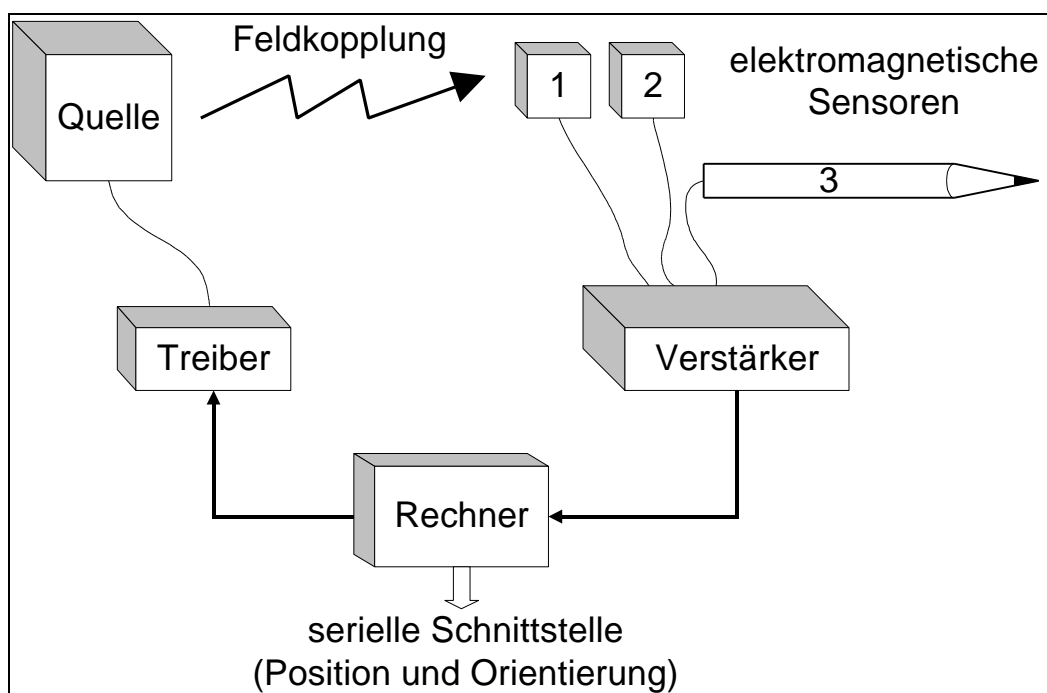 Feldkopplung
Quelle
1
2
elektromagnetische
Sensoren
3
Treiber
Verstärker
Rechner
serielle Schnittstelle
(Position und Orientierung)